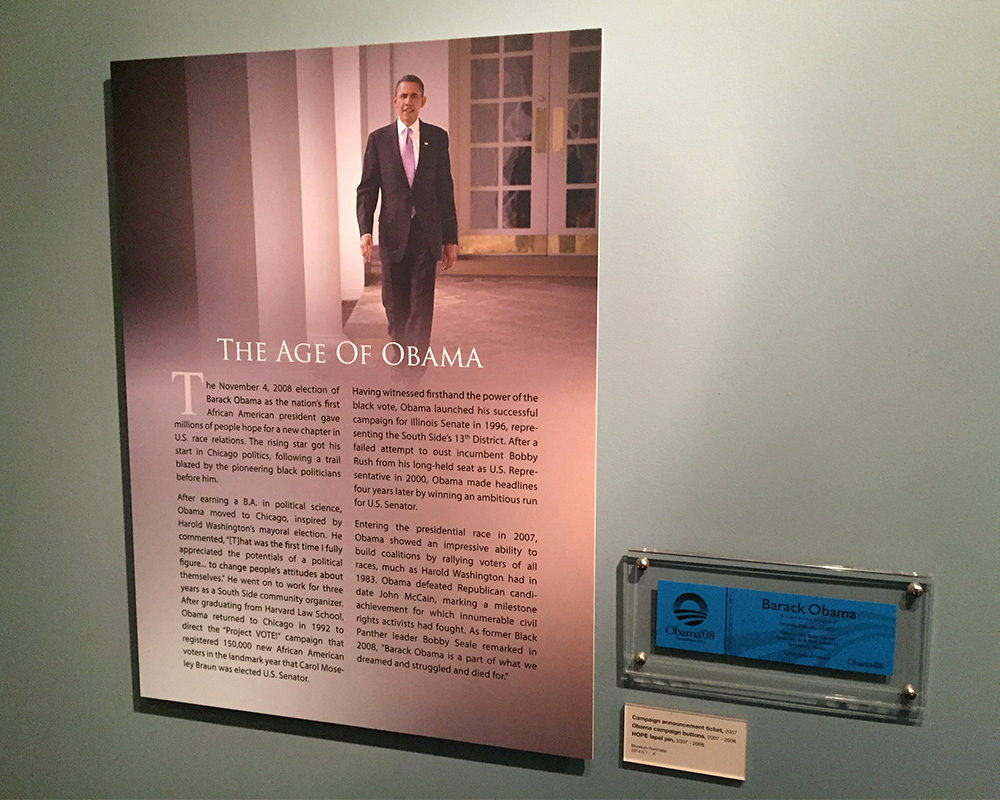 THE AGE OF OBAMA
The November 4, 2008 election of
Barack Obama as the nation's first
African American president gave
millions of people hope for a new chapter in
U.S. race relations. The rising star got his
start in Chicago politics, following a trail
blazed by the pioneering black politicians
before him.
After earning a B.A. in political science,
Obama moved to Chicago, inspired by
Harold Washington's mayoral election. He
commented, "[T]hat was the first time I fully
appreciated the potentials of a political
figure... to change people's attitudes about
themselves." He went on to work for three
years as a South Side community organizer.
After graduating from Harvard Law School,
Obama returned to Chicago in 1992 to
direct the "Project VOTE!" campaign that
registered 150,000 new African American
voters in the landmark year that Carol Mose-
ley Braun was elected U.S. Senator.
Having witnessed firsthand the power of the
black vote, Obama launched his successful
campaign for Illinois Senate in 1996, repre-
senting the South Side's 13th District. After a
failed attempt to oust incumbent Bobby
Rush from his long-held seat as U.S. Repre-
sentative in 2000, Obama made headlines
four years later by winning an ambitious run
for U.S. Senator.
Entering the presidential race in 2007,
Obama showed an impressive ability to
build coalitions by rallying voters of all
races, much as Harold Washington had in
1983. Obama defeated Republican candi-
date John McCain, marking a milestone
achievement for which innumerable civil
rights activists had fought. As former Black
Panther leader Bobby Seale remarked in
2008, "Barack Obama is a part of what we
dreamed and struggled and died for."
Obama'08
Barack Obama
Obama'08
Campaign announcement ticket, 2007
Obama campaign buttons, 2007 - 2008
HOPE lapel pin, 2007 - 2008
Museum Purchase